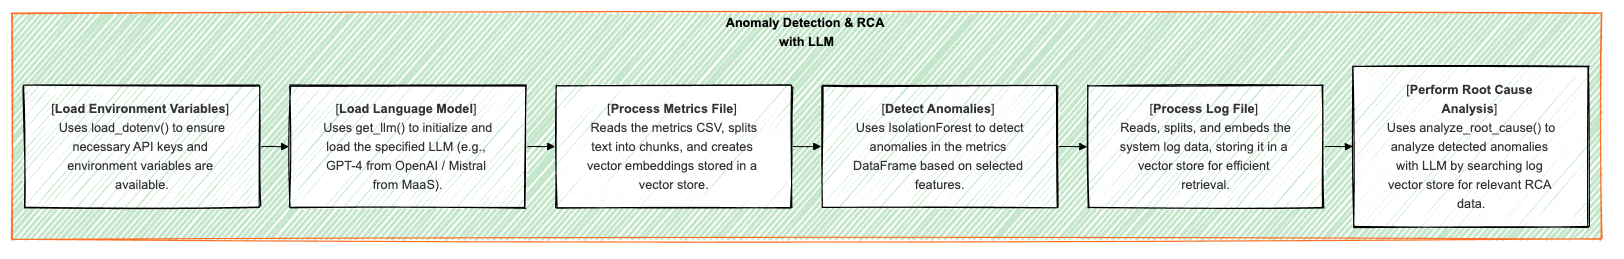 Anomaly Detection & RCA
with LLM
[Load Environment Variables]
Uses load_dotenv() to ensure
necessary API keys and
environment variables are
available.
[Load Language Model]
Uses get_llm() to initialize and
load the specified LLM (e.g.,
GPT-4 from OpenAI / Mistral
from MaaS).
[Process Metrics File]
Reads the metrics CSV, splits
text into chunks, and creates
vector embeddings stored in a
vector store.
[Detect Anomalies]
Uses IsolationForest to detect
anomalies in the metrics
DataFrame based on selected
features.
[Process Log File]
Reads, splits, and embeds the
system log data, storing it in a
vector store for efficient
retrieval.
[Perform Root Cause
Analysis]
Uses analyze_root_cause() to
analyze detected anomalies
with LLM by searching log
vector store for relevant RCA
data.